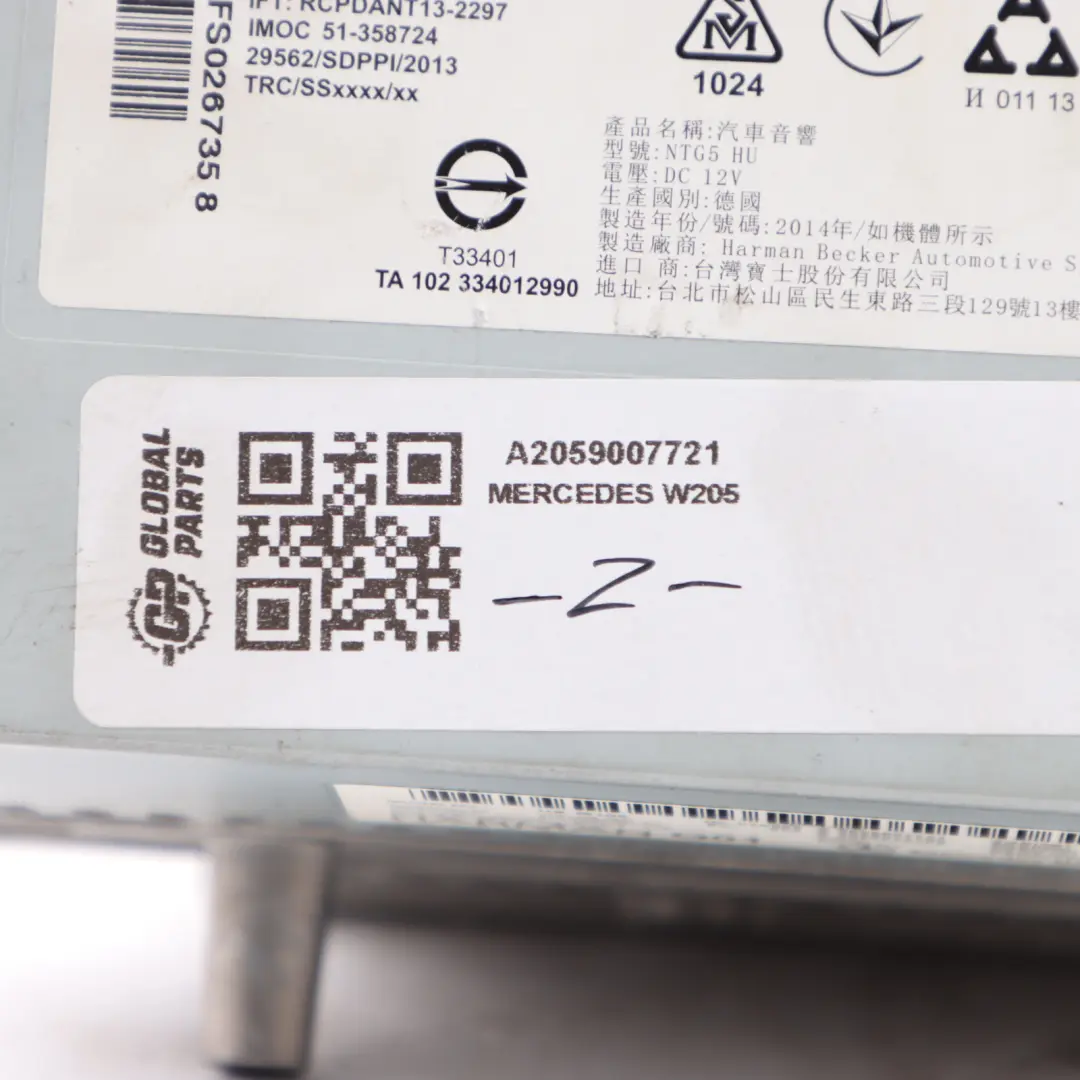 IFT: RCPDANT13-2297
IMOC 51-358724
29562/SDPPI/2013
TRC/SSxxxx/xx
FS026735 8
T33401
TA 102 334012990
1024
И 011 13
產品名稱:汽車音響
型號:NTG5 HU
電壓:DC 12V
生產國別:德國
製造年份/號碼:2014年/如機體所示
製造廠商: Harman Becker Automotive S
進口 商:台灣賓士股份有限公司
地址:台北市松山區民生東路三段129號13樓
GLOBAL
PARTS
GP
A2059007721
MERCEDES W205
-Z-